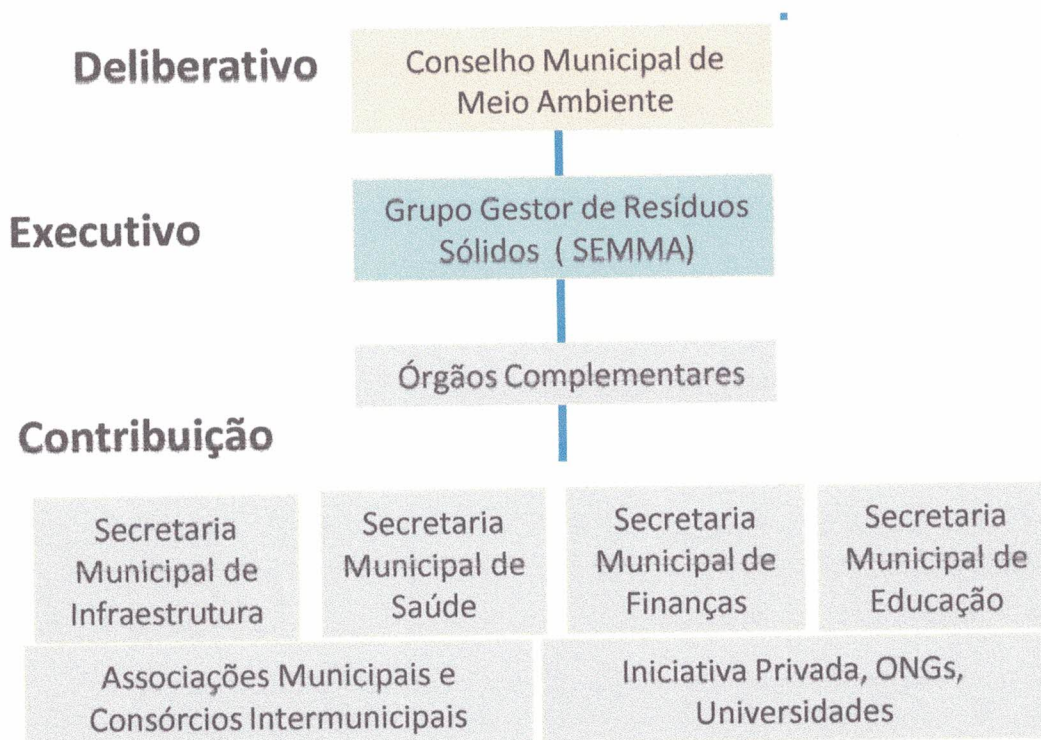 Deliberativo
Conselho Municipal de
Meio Ambiente
Executivo
Grupo Gestor de Resíduos
Sólidos ( SEMMA)
Órgãos Complementares
Contribuição
Secretaria
Municipal de
Infraestrutura
Secretaria
Municipal de
Saúde
Secretaria
Municipal de
Finanças
Secretaria
Municipal de
Educação
Associações Municipais e
Consórcios Intermunicipais
Iniciativa Privada, ONGs,
Universidades